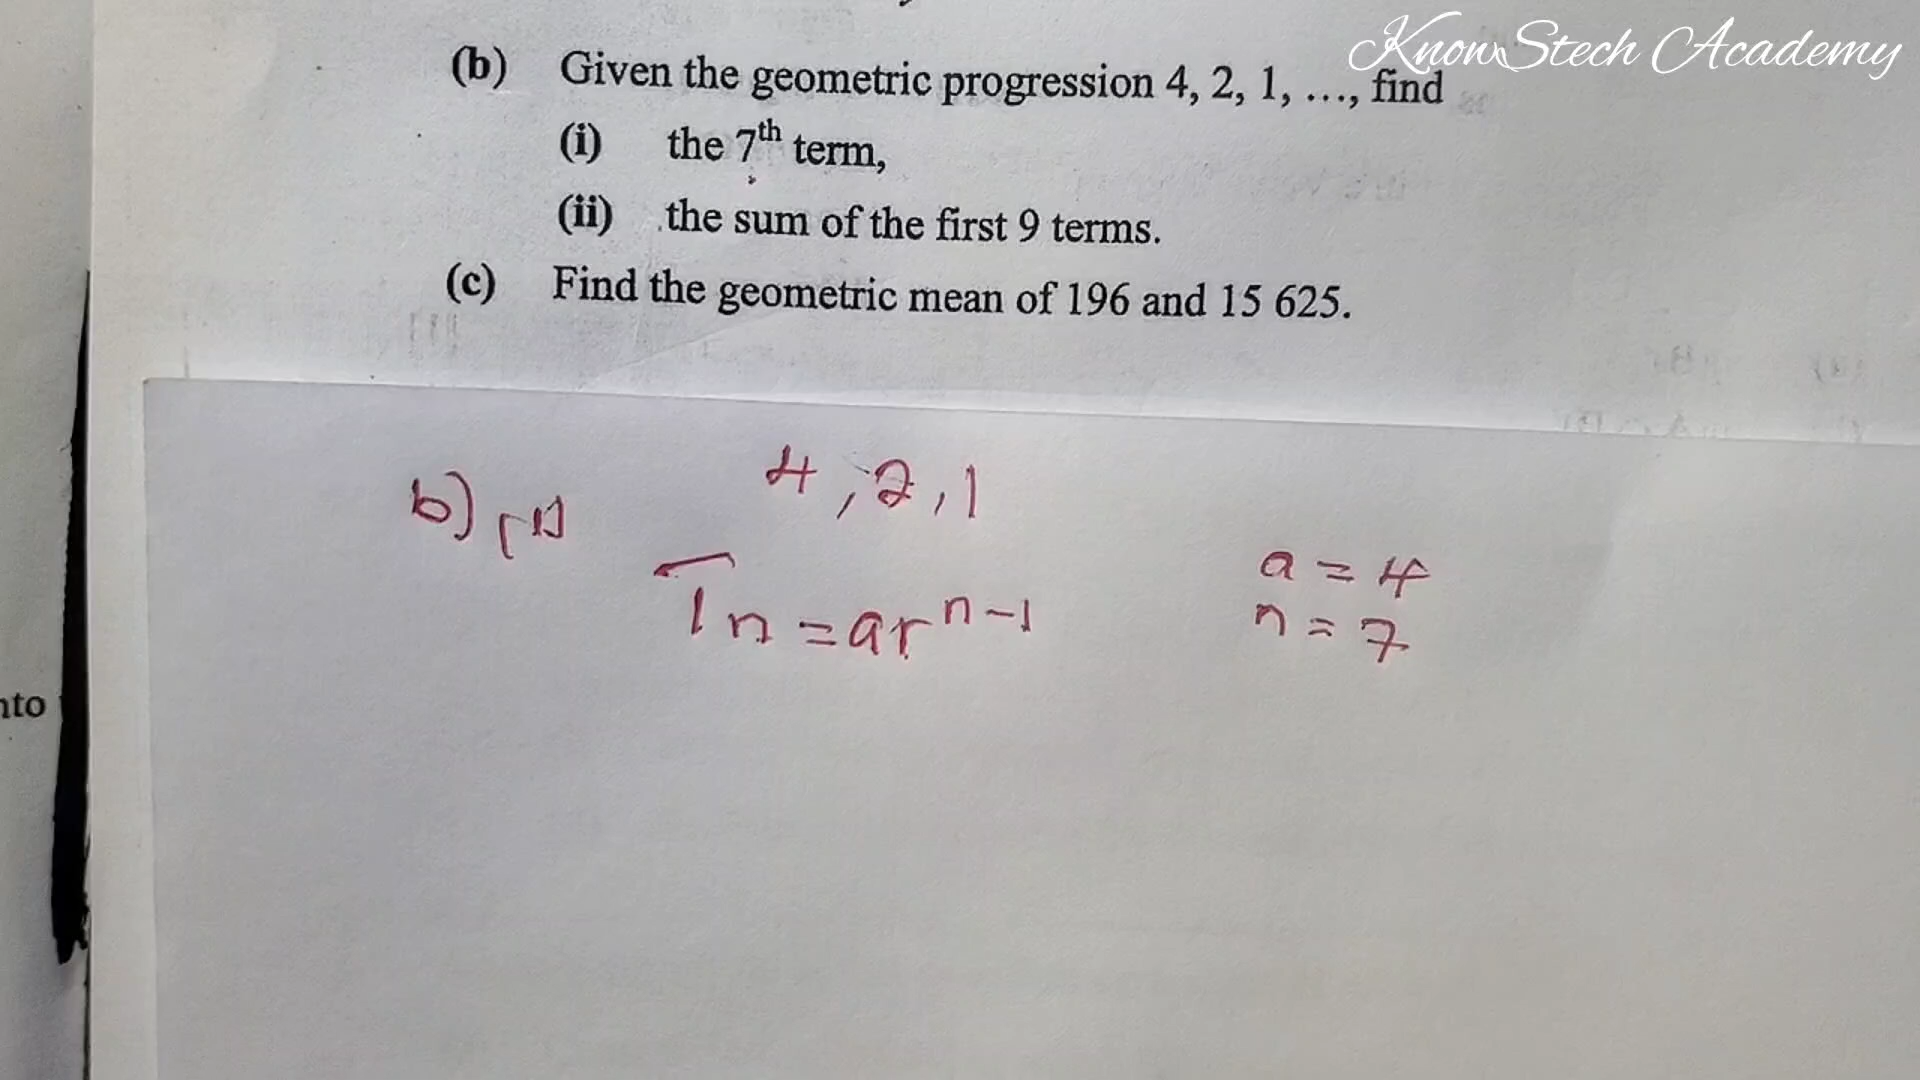 KnowStech Academy
(b) Given the geometric progression 4, 2, 1, ..., find
(i) the 7th term,
(ii) the sum of the first 9 terms.
(c) Find the geometric mean of 196 and 15 625.
4, 2, 1
b)
a = 4
Tn = ar^n-1
n = 7